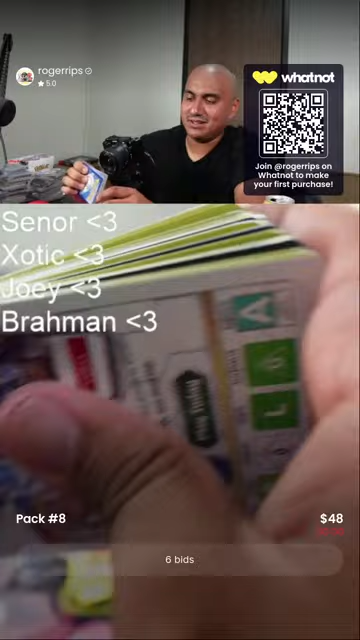 rogerrips
5.0
whatnot
Join @rogerrips on
Whatnot to make
your first purchase!
Senor <3
Xotic <3
Joey <3
Brahman <3
A
L
Pack #8
$48
6 bids